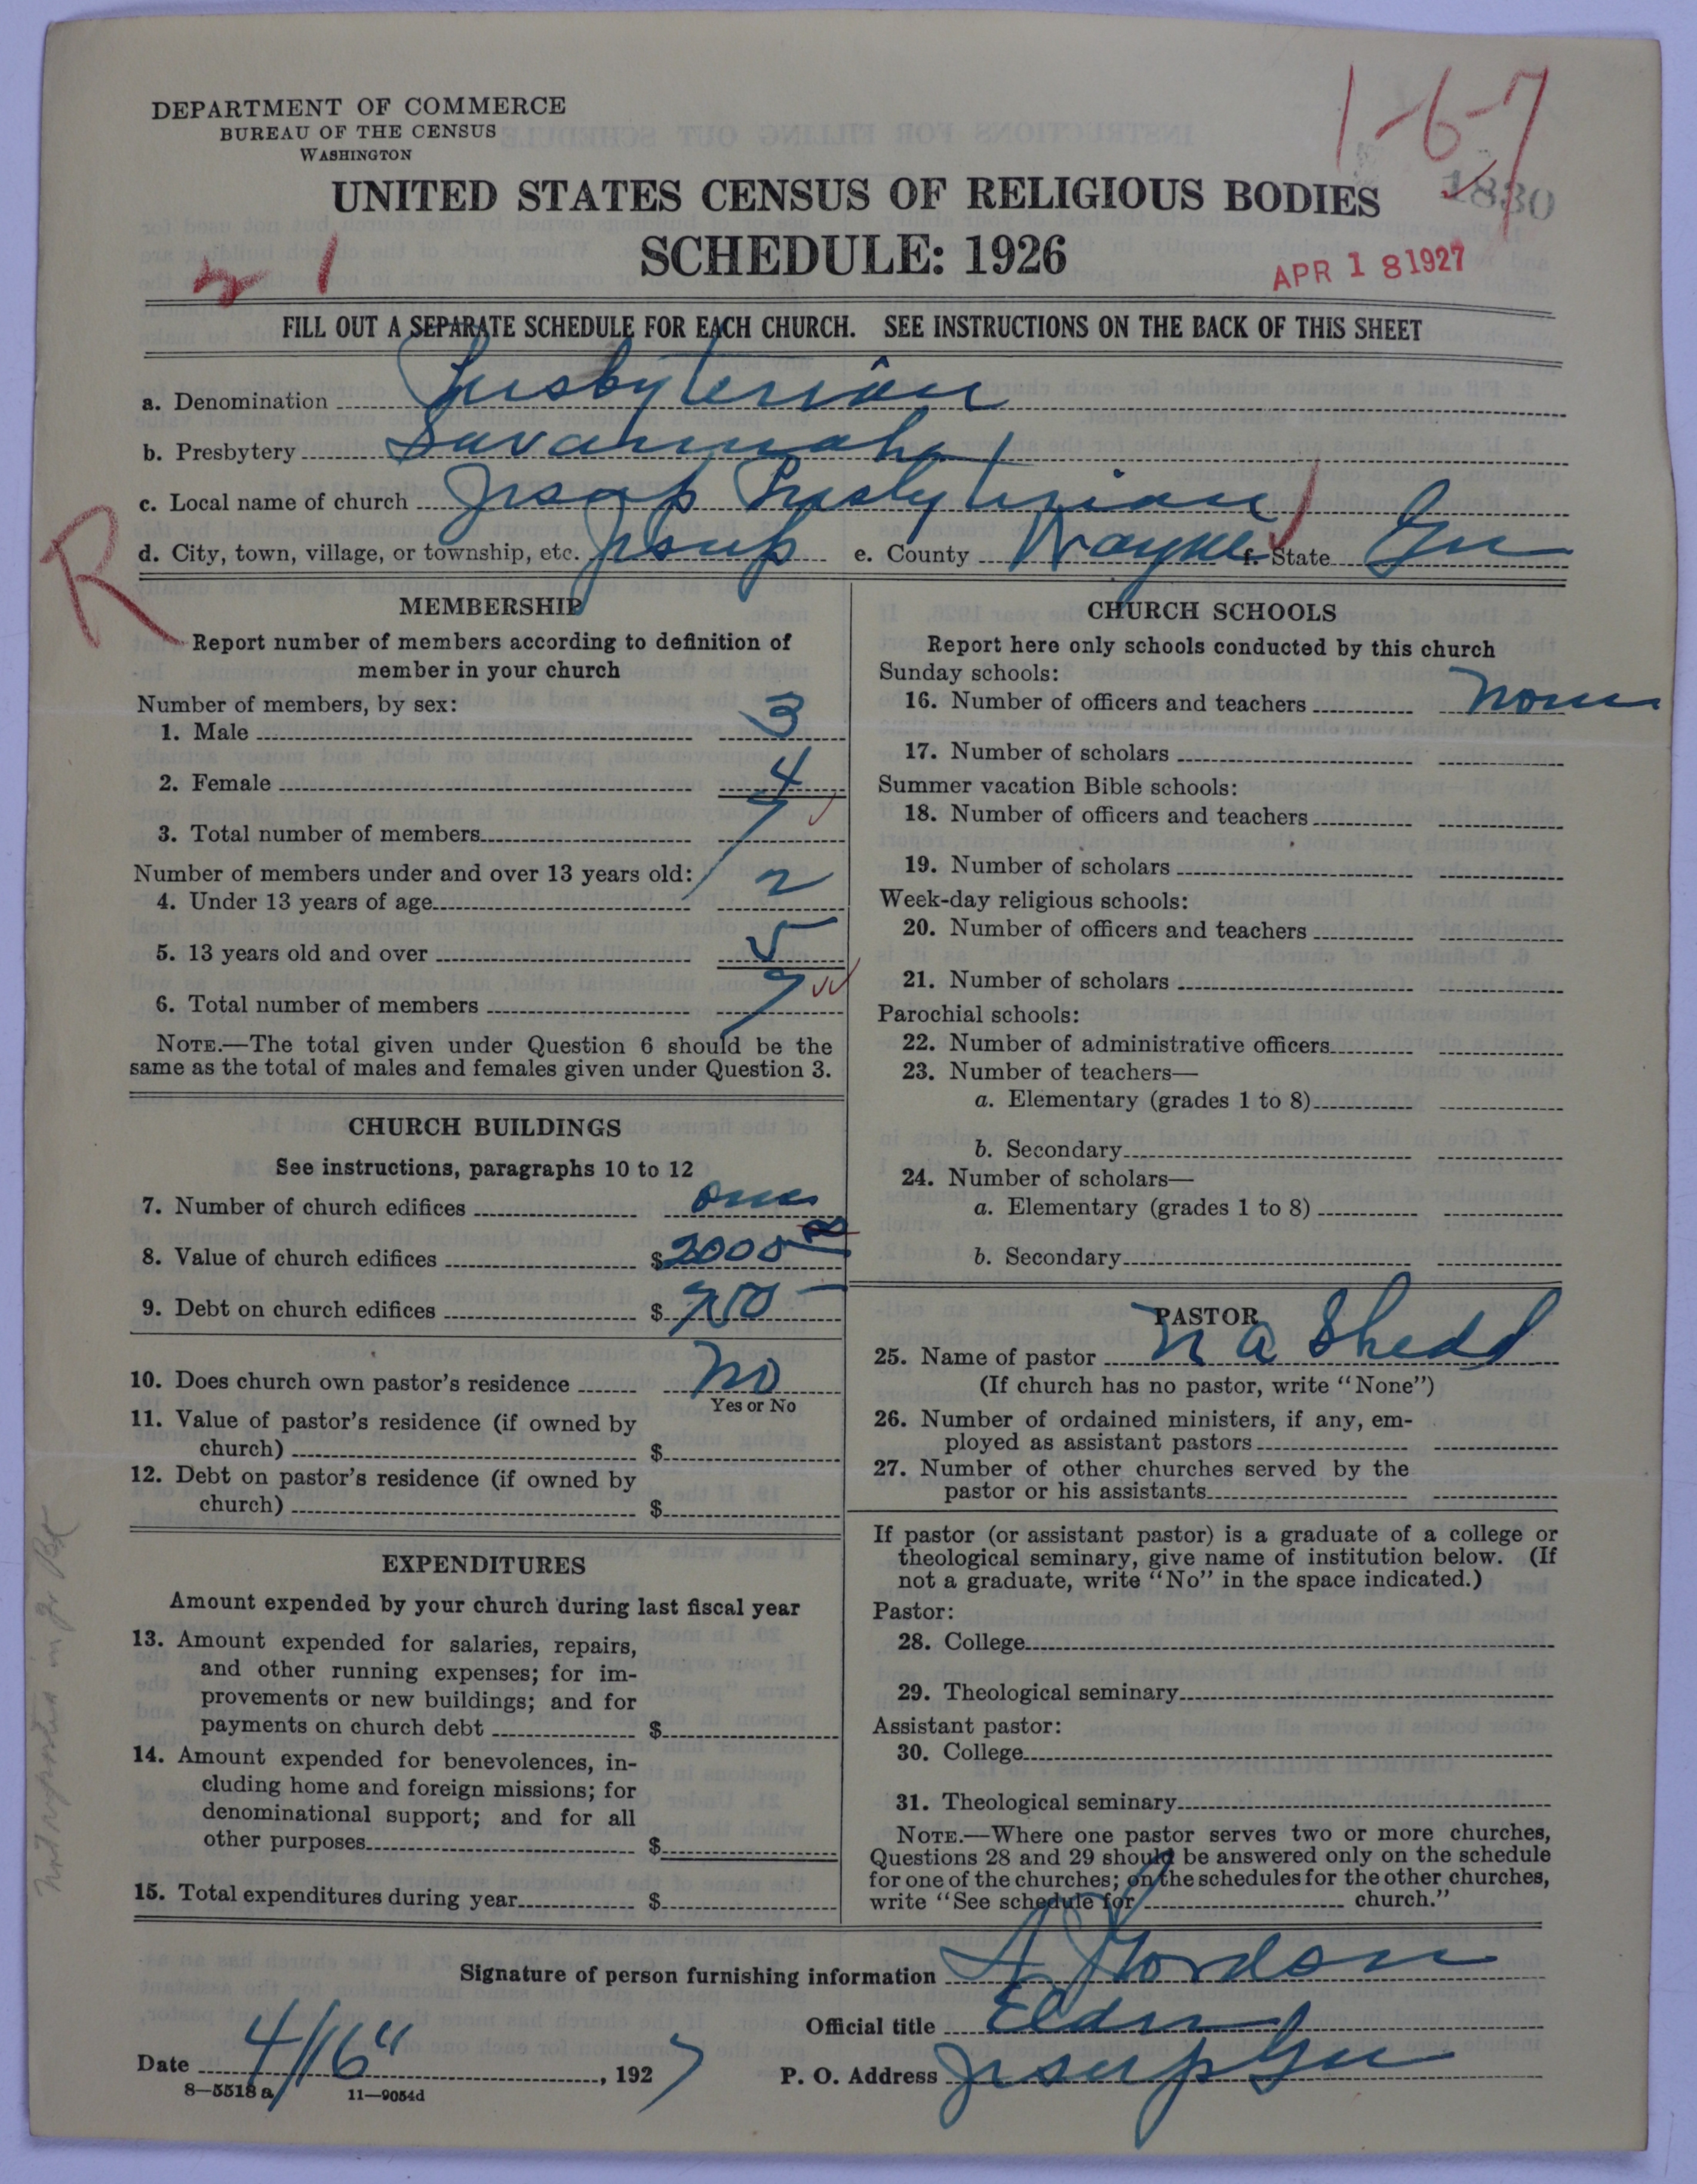 DEPARTMENT OF COMMERCE
BUREAU OF THE CENSUS
WASHINGTON
1-6-7
UNITED STATES CENSUS OF RELIGIOUS BODIES
1830
SCHEDULE: 1926
APR 18 1927
FILL OUT A SEPARATE SCHEDULE FOR EACH CHURCH. SEE INSTRUCTIONS ON THE BACK OF THIS SHEET
a. Denomination Presbyterian
b. Presbytery Savannah
c. Local name of church Jesup Presbyterian
d. City, town, village, or township, etc. Jesup e. County Wayne f. State Ga
R
MEMBERSHIP
Report number of members according to definition of
member in your church
Number of members, by sex:
1. Male 3
2. Female 4
3. Total number of members 7
Number of members under and over 13 years old:
4. Under 13 years of age 2
5. 13 years old and over 5
6. Total number of members 7
NOTE.—The total given under Question 6 should be the
same as the total of males and females given under Question 3.
CHURCH BUILDINGS
See instructions, paragraphs 10 to 12
7. Number of church edifices one
8. Value of church edifices $2000
9. Debt on church edifices $ no
10. Does church own pastor's residence No
Yes or No
11. Value of pastor's residence (if owned by
church) $
12. Debt on pastor's residence (if owned by
church) $
EXPENDITURES
Amount expended by your church during last fiscal year
13. Amount expended for salaries, repairs,
and other running expenses; for im-
provements or new buildings; and for
payments on church debt $
14. Amount expended for benevolences, in-
cluding home and foreign missions; for
denominational support; and for all
other purposes $
15. Total expenditures during year $
CHURCH SCHOOLS
Report here only schools conducted by this church
Sunday schools:
16. Number of officers and teachers None
17. Number of scholars
Summer vacation Bible schools:
18. Number of officers and teachers
19. Number of scholars
Week-day religious schools:
20. Number of officers and teachers
21. Number of scholars
Parochial schools:
22. Number of administrative officers
23. Number of teachers—
a. Elementary (grades 1 to 8)
b. Secondary
24. Number of scholars—
a. Elementary (grades 1 to 8)
b. Secondary
PASTOR
25. Name of pastor N A Shedd
(If church has no pastor, write "None")
26. Number of ordained ministers, if any, em-
ployed as assistant pastors
27. Number of other churches served by the
pastor or his assistants
If pastor (or assistant pastor) is a graduate of a college or
theological seminary, give name of institution below. (If
not a graduate, write "No" in the space indicated.)
Pastor:
28. College
29. Theological seminary
Assistant pastor:
30. College
31. Theological seminary
NOTE.—Where one pastor serves two or more churches,
Questions 28 and 29 should be answered only on the schedule
for one of the churches; on the schedules for the other churches,
write "See schedule for church."
Signature of person furnishing information A Gordon
Official title Elder
Date 4/16", 1927 P. O. Address Jesup Ga
8—5518 a 11—9054d